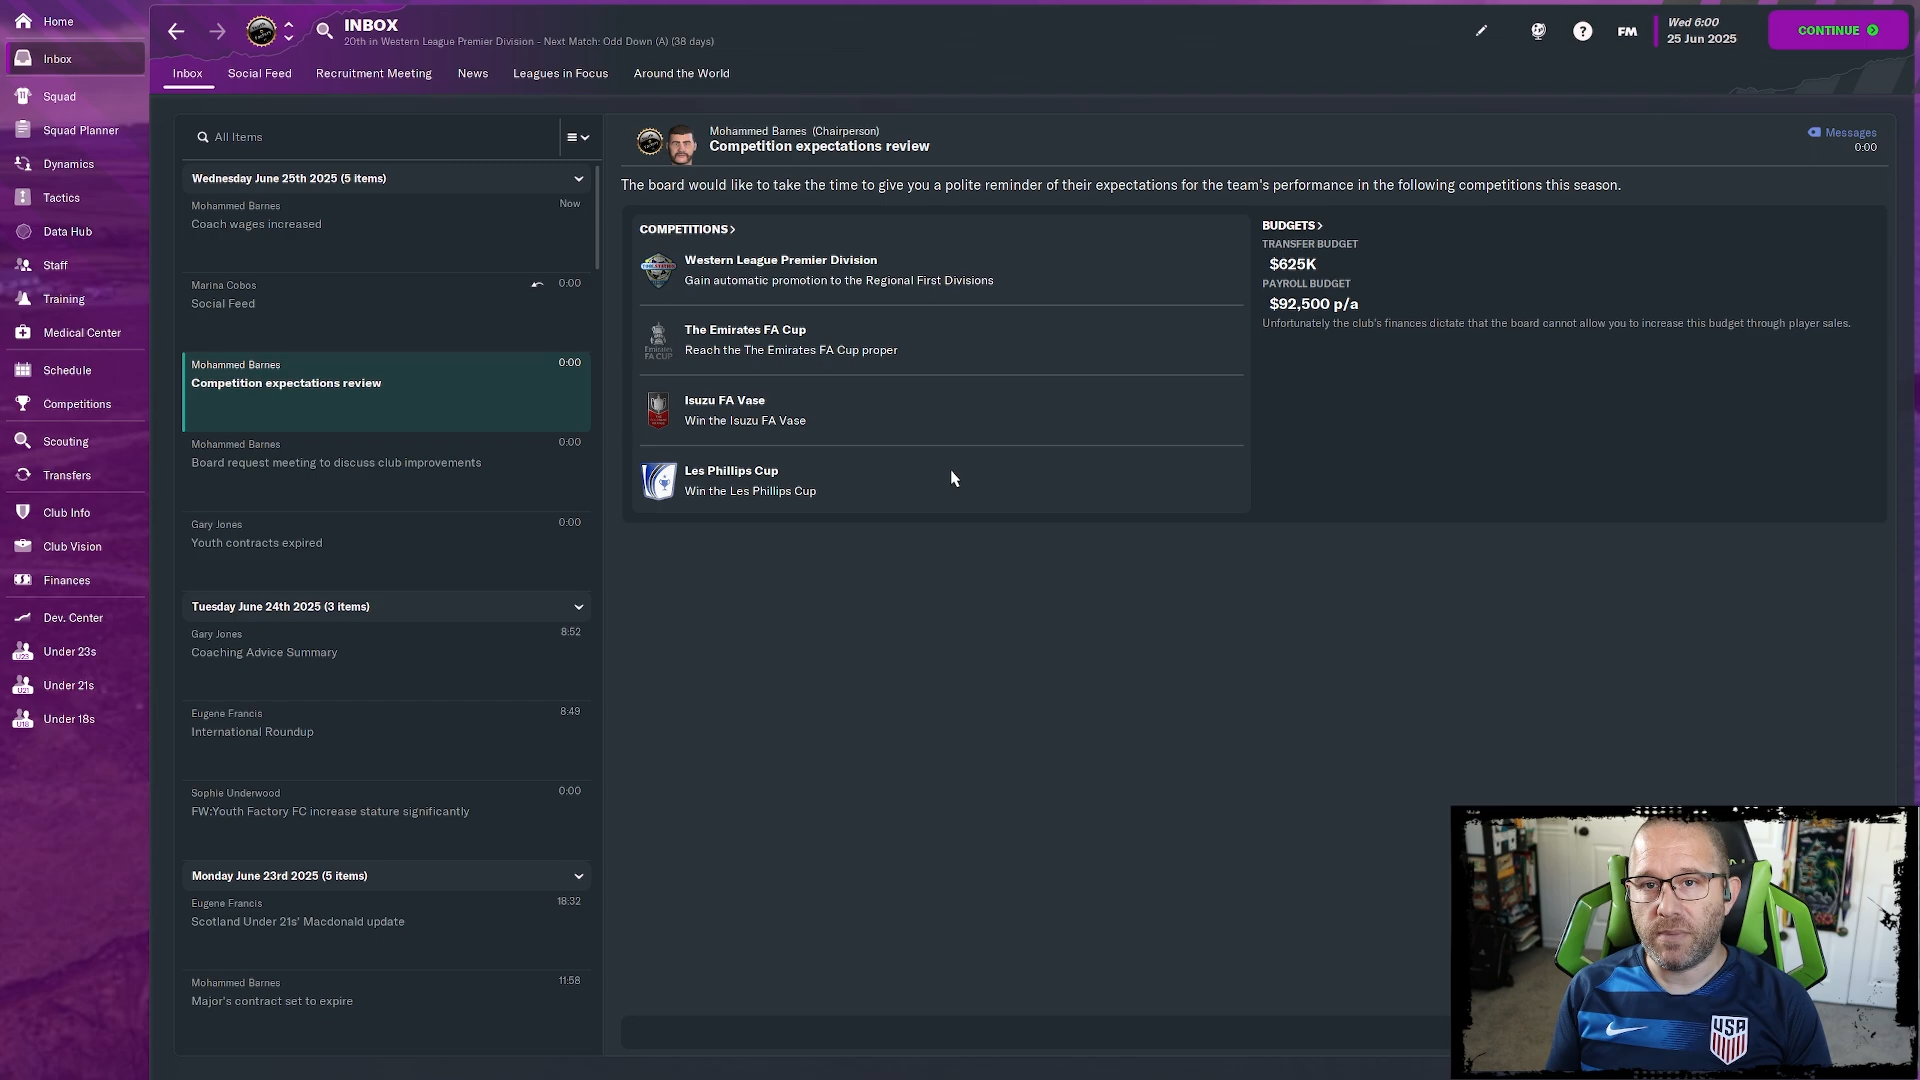 Home
Inbox
Squad
Squad Planner
Dynamics
Tactics
Data Hub
Staff
Training
Medical Center
Schedule
Competitions
Scouting
Transfers
Club Info
Club Vision
Finances
Dev. Center
Under 23s
Under 21s
Under 18s
INBOX
20th in Western League Premier Division - Next Match: Odd Down (A) (38 days)
FM
Wed 6:00
25 Jun 2025
CONTINUE
Inbox
Social Feed
Recruitment Meeting
News
Leagues in Focus
Around the World
All Items
Wednesday June 25th 2025 (5 items)
Mohammed Barnes
Now
Coach wages increased
Marina Cobos
0:00
Social Feed
Mohammed Barnes
0:00
Competition expectations review
Mohammed Barnes
0:00
Board request meeting to discuss club improvements
Gary Jones
0:00
Youth contracts expired
Tuesday June 24th 2025 (3 items)
Gary Jones
8:52
Coaching Advice Summary
Eugene Francis
8:49
International Roundup
Sophie Underwood
0:00
FW:Youth Factory FC increase stature significantly
Monday June 23rd 2025 (5 items)
Eugene Francis
18:32
Scotland Under 21s' Macdonald update
Mohammed Barnes
11:58
Major's contract set to expire
Mohammed Barnes (Chairperson)
Competition expectations review
Messages
0:00
The board would like to take the time to give you a polite reminder of their expectations for the team's performance in the following competitions this season.
COMPETITIONS>
Western League Premier Division
Gain automatic promotion to the Regional First Divisions
The Emirates FA Cup
Reach the The Emirates FA Cup proper
Isuzu FA Vase
Win the Isuzu FA Vase
Les Phillips Cup
Win the Les Phillips Cup
BUDGETS>
TRANSFER BUDGET
$625K
PAYROLL BUDGET
$92,500 p/a
Unfortunately the club's finances dictate that the board cannot allow you to increase this budget through player sales.
USA